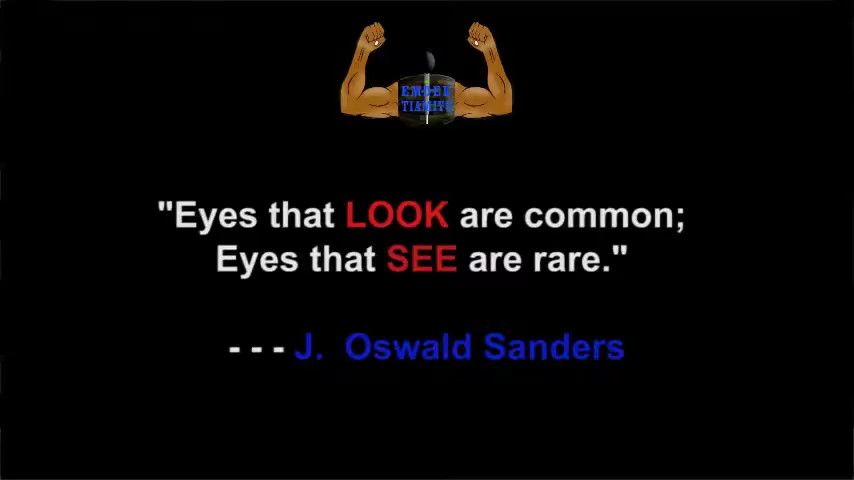 "Eyes that LOOK are common;
Eyes that SEE are rare."
- - - J. Oswald Sanders